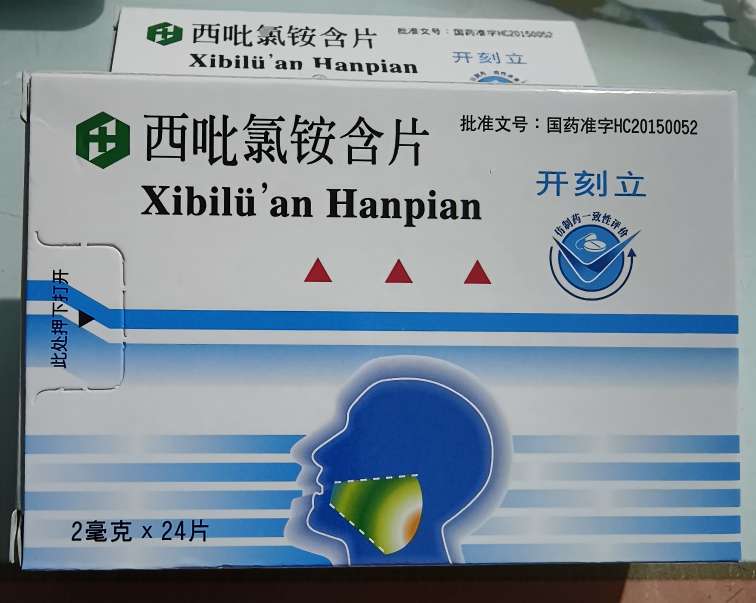 西吡氯铵含片
批准文号：国药准字HC20150052
Xibilü'an Hanpian
开刻立
西吡氯铵含片
批准文号：国药准字HC20150052
Xibilü'an Hanpian
开刻立
仿制药一致性评价
此处押下打开
2毫克 x 24片